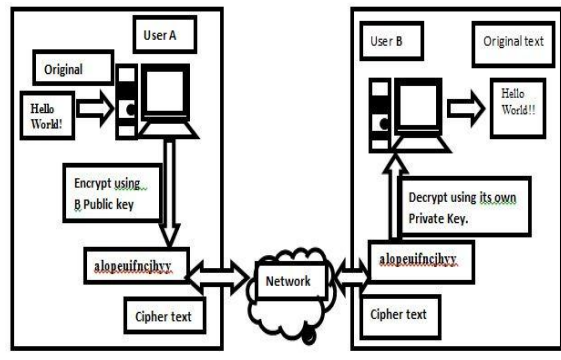 User A
Original
Hello
World!
Encrypt using
B Public key
alopeuifncjhyy
Cipher text
Network
User B
Original text
Hello
World!!
Decrypt using its own
Private Key.
alopeuifncjhyy
Cipher text